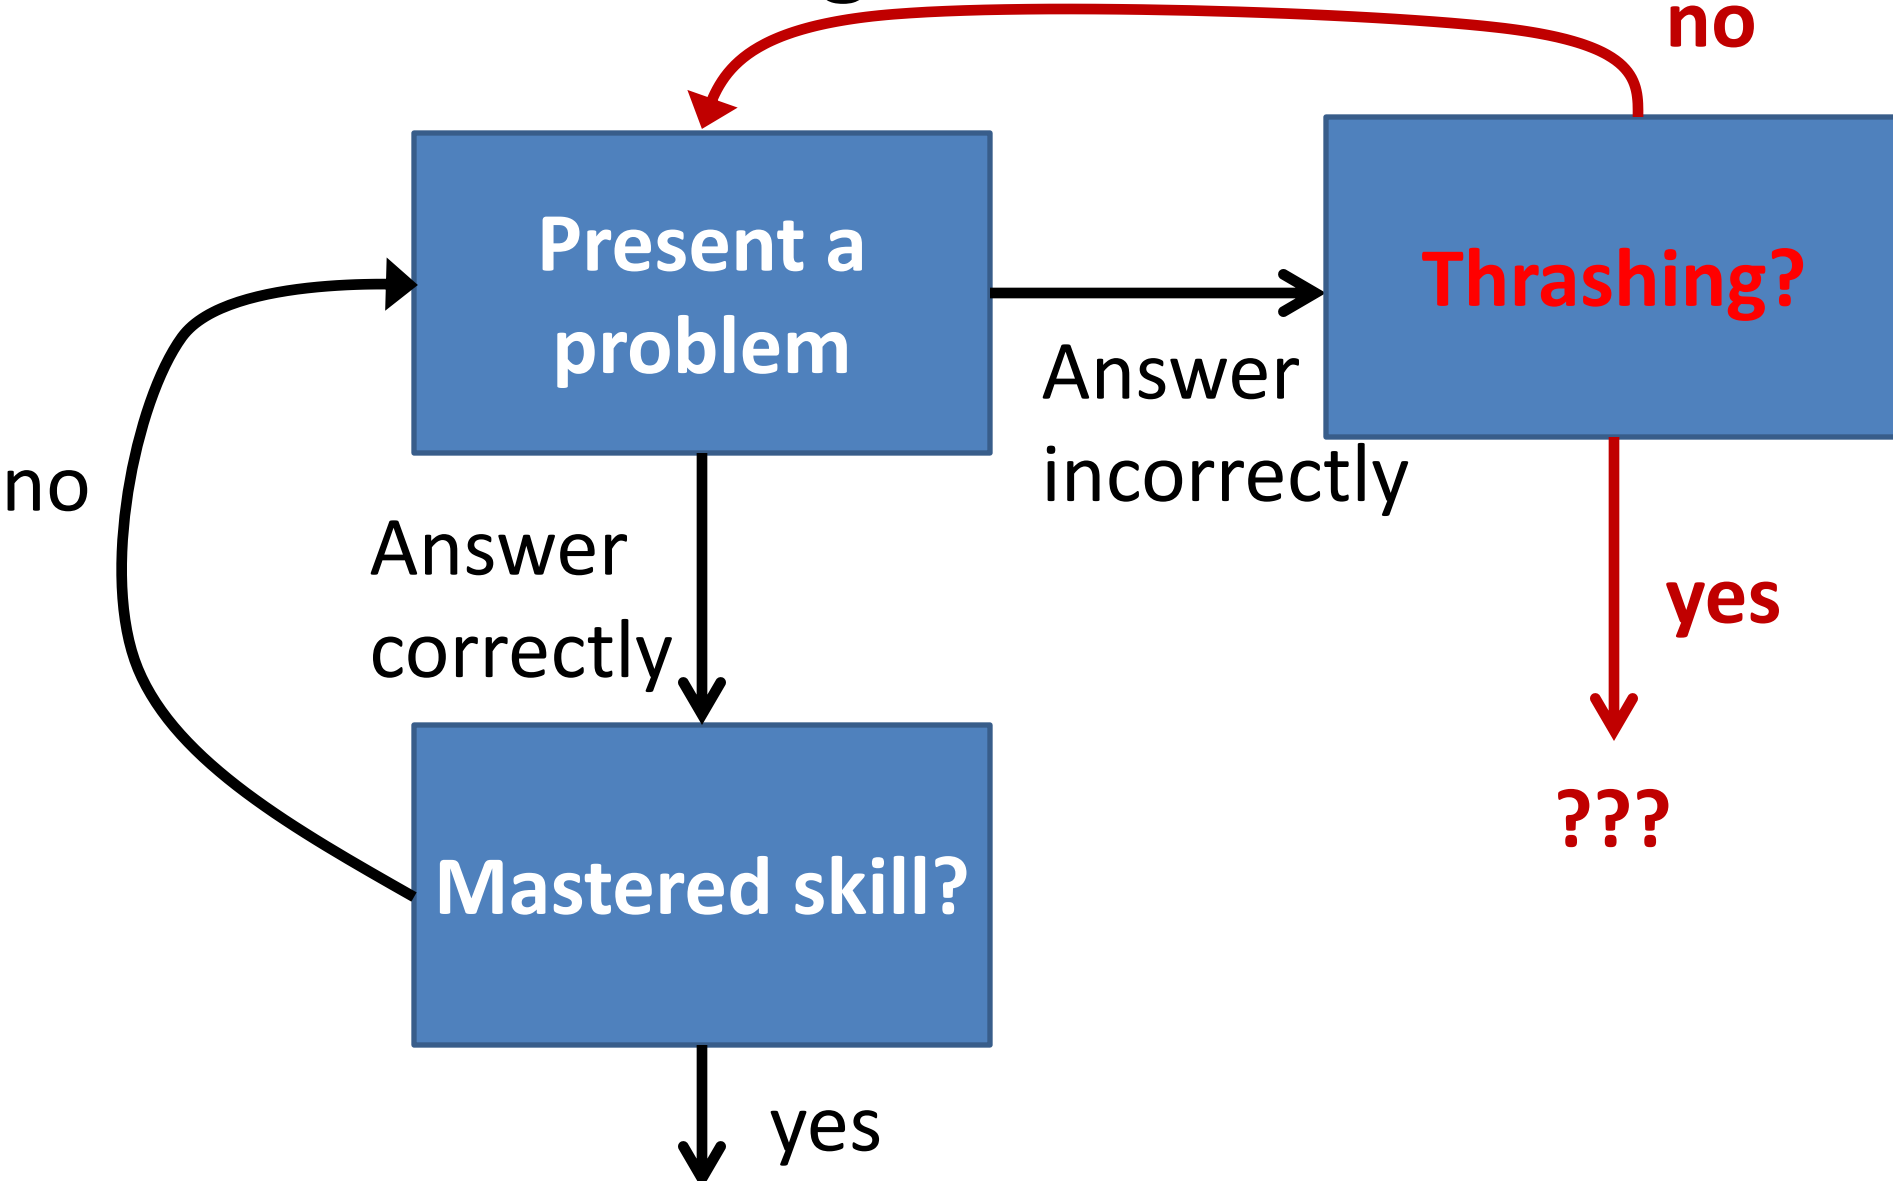 no
Present a
problem
Thrashing?
Answer
incorrectly
no
Answer
correctly
yes
???
Mastered skill?
yes